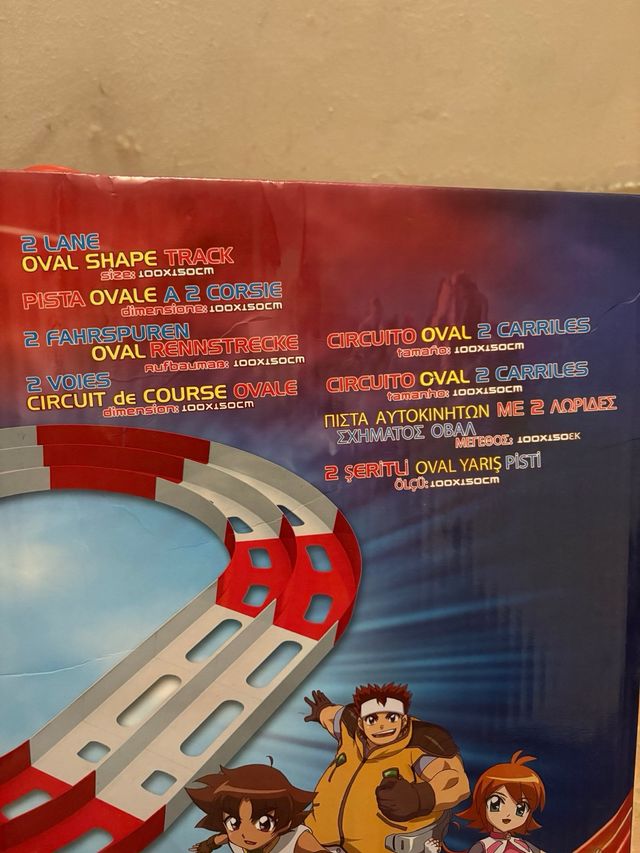 2 LANE
OVAL SHAPE TRACK
size: 100X150CM
PISTA OVALE A 2 CORSIE
dimensione: 100X150CM
2 FAHRSPUREN
OVAL RENNSTRECKE
Aufbaumaß: 100X150CM
2 VOIES
CIRCUIT de COURSE OVALE
dimension: 100X150CM
CIRCUITO OVAL 2 CARRILES
tamaño: 100X150CM
CIRCUITO OVAL 2 CARRILES
tamanho: 100X150CM
ΠΙΣΤΑ ΑΥΤΟΚΙΝΗΤΩΝ ΜΕ 2 ΛΩΡΙΔΕΣ
ΣΧΗΜΑΤΟΣ ΟΒΑΛ
ΜΕΓΕΘΟΣ: 100X150ΕΚ
2 ŞERİTLİ OVAL YARIŞ PİSTİ
ÖLÇÜ: 100X150CM